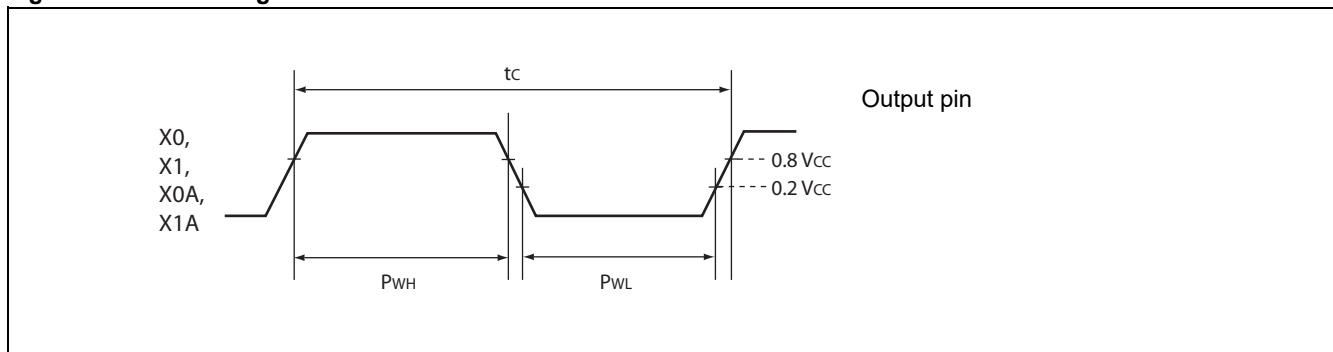 tC
Output pin
X0,
X1,
X0A,
X1A
0.8 VCC
0.2 VCC
PWH
PWL